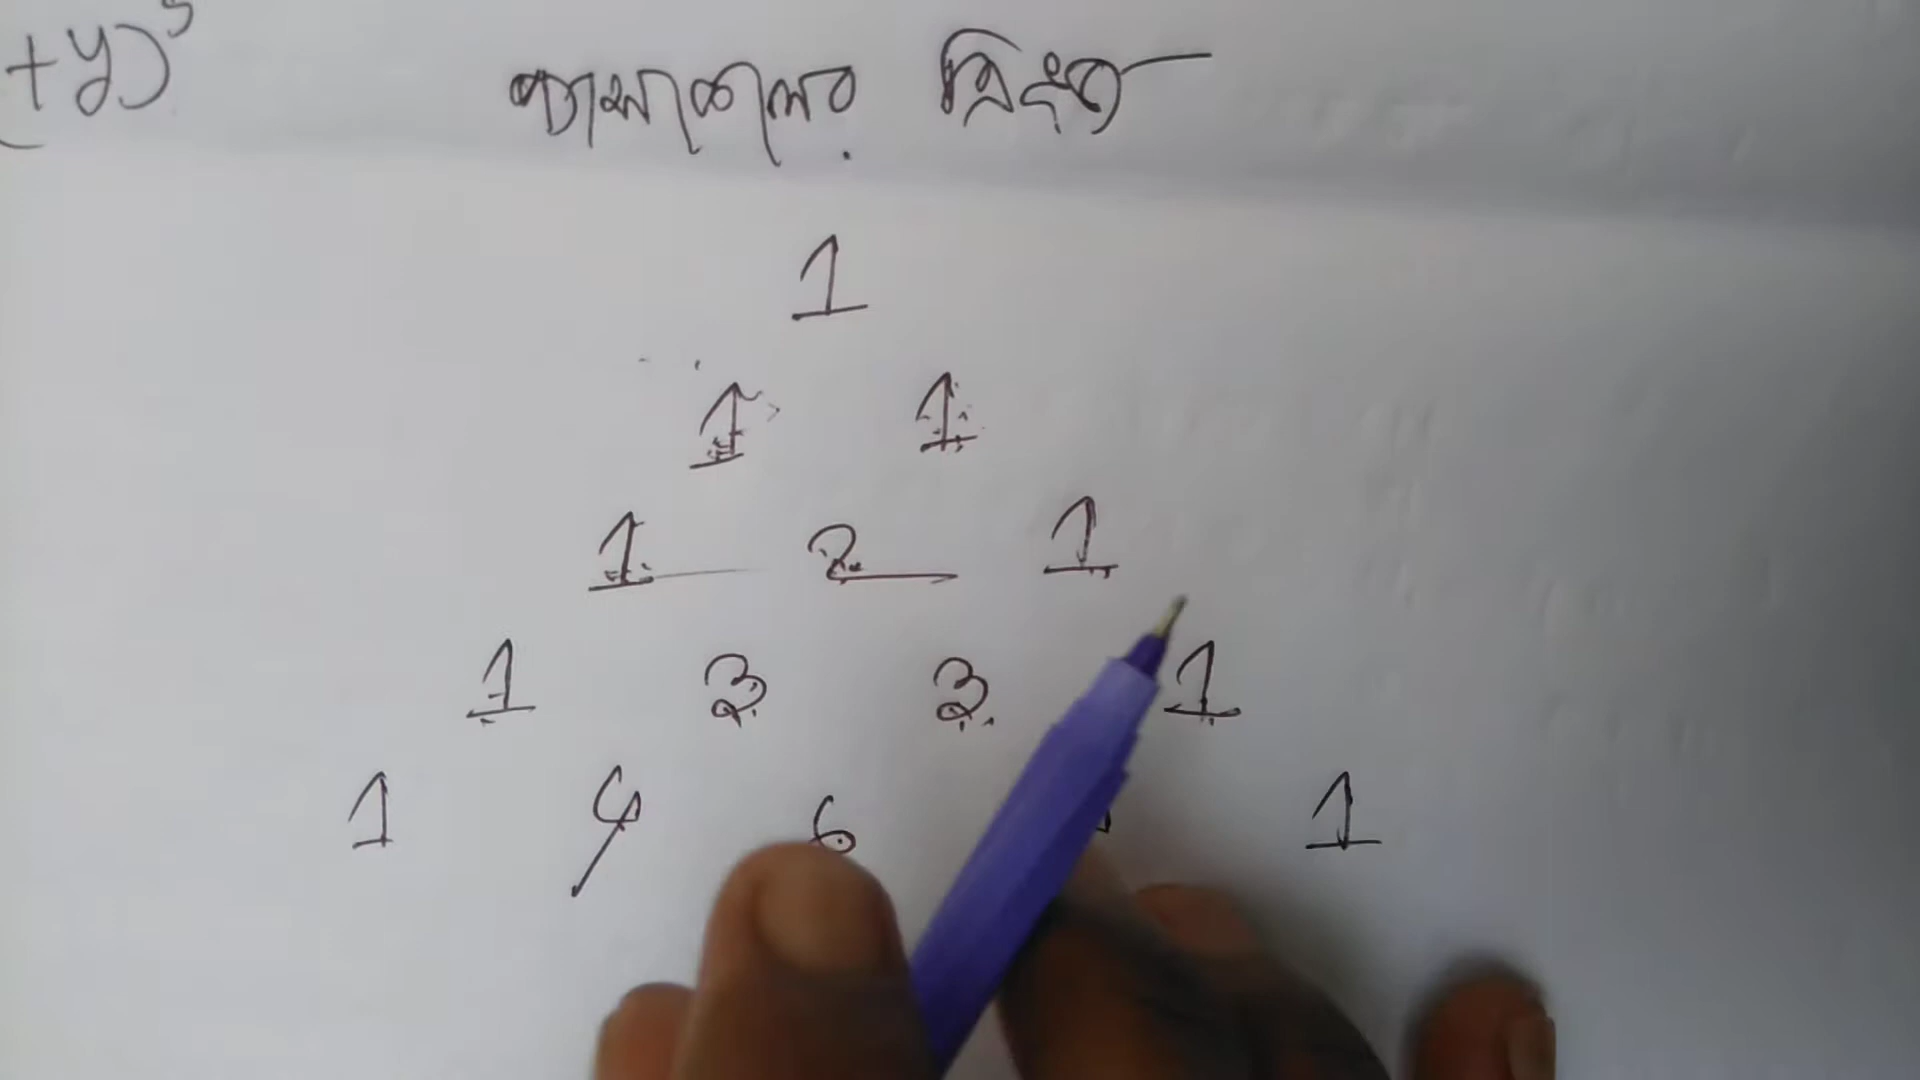 +y)⁵ প্যাসকেলের ত্রিভুজ
1
1 1
1 2 1
1 3 3 1
1 4 6 1